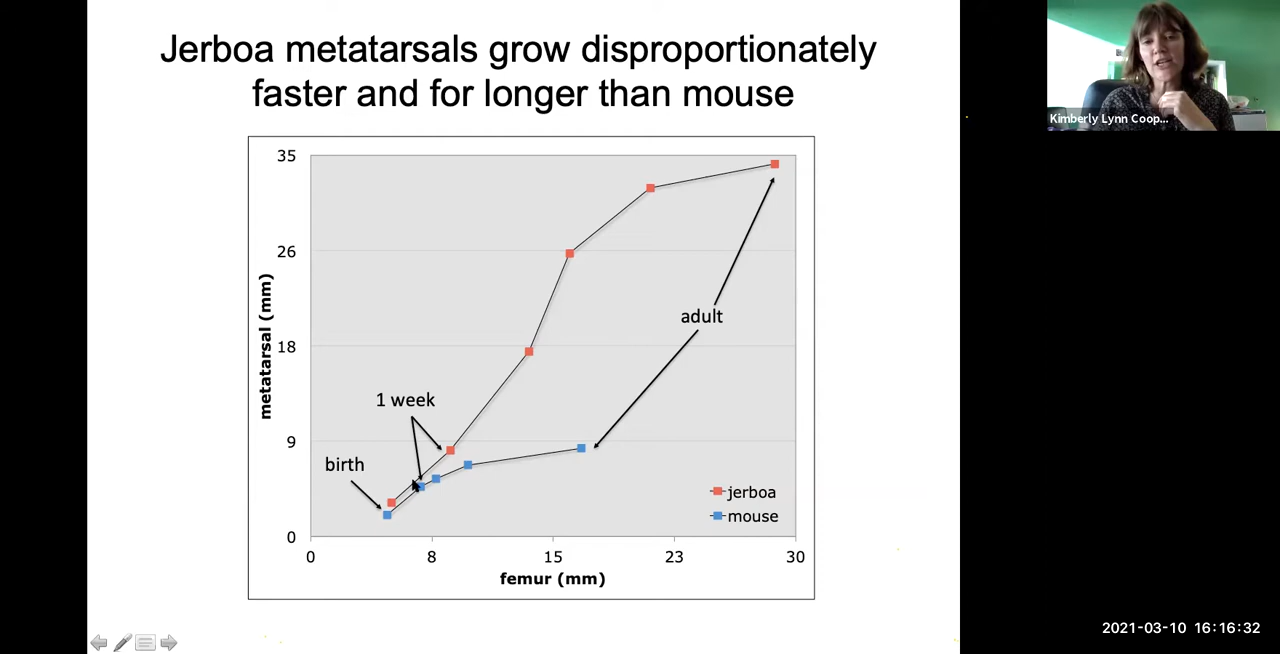 Jerboa metatarsals grow disproportionately
faster and for longer than mouse
Kimberly Lynn Coop...
35
26
18
9
0
metatarsal (mm)
1 week
birth
adult
jerboa
mouse
0 8 15 23 30
femur (mm)
2021-03-10 16:16:32